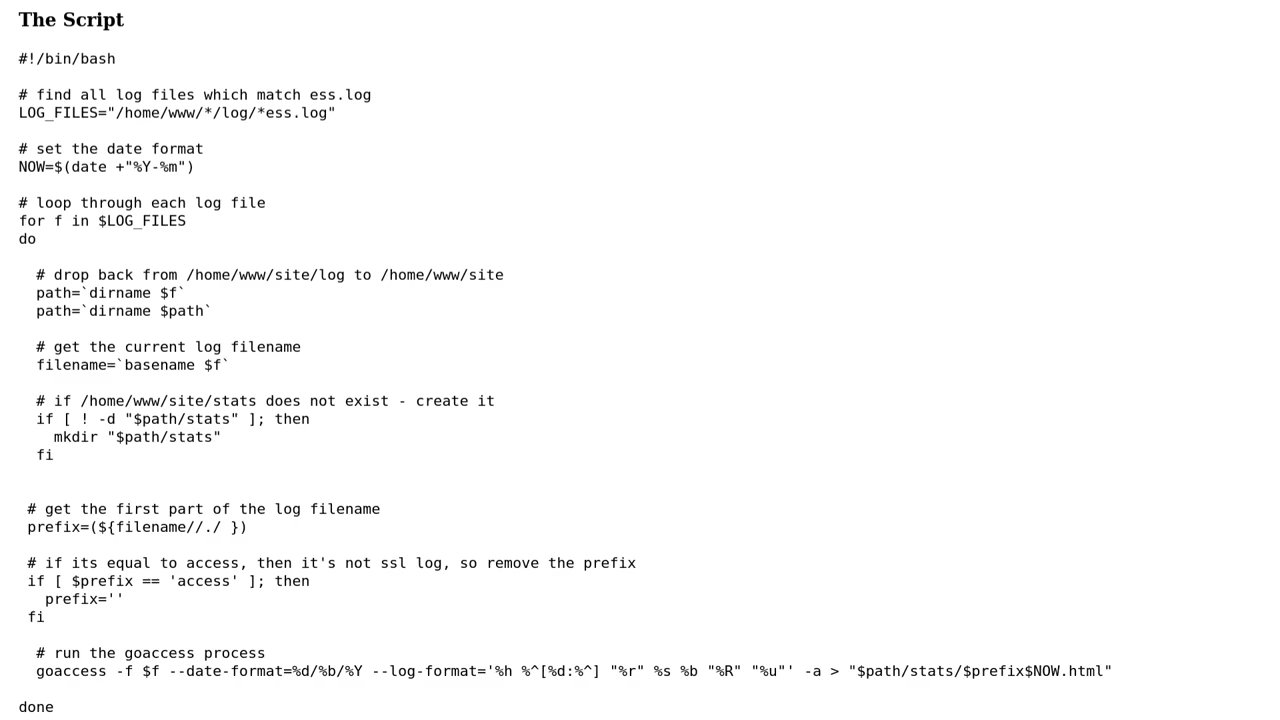 The Script
#!/bin/bash
# find all log files which match ess.log
LOG_FILES="/home/www/*/log/*ess.log"
# set the date format
NOW=$(date +"%Y-%m")
# loop through each log file
for f in $LOG_FILES
do
# drop back from /home/www/site/log to /home/www/site
path=`dirname $f`
path=`dirname $path`
# get the current log filename
filename=`basename $f`
# if /home/www/site/stats does not exist - create it
if [ ! -d "$path/stats" ]; then
mkdir "$path/stats"
fi
# get the first part of the log filename
prefix=(${filename//./ })
# if its equal to access, then it's not ssl log, so remove the prefix
if [ $prefix == 'access' ]; then
prefix=''
fi
# run the goaccess process
goaccess -f $f --date-format=%d/%b/%Y --log-format='%h %^[%d:%^] "%r" %s %b "%R" "%u"' -a > "$path/stats/$prefix$NOW.html"
done